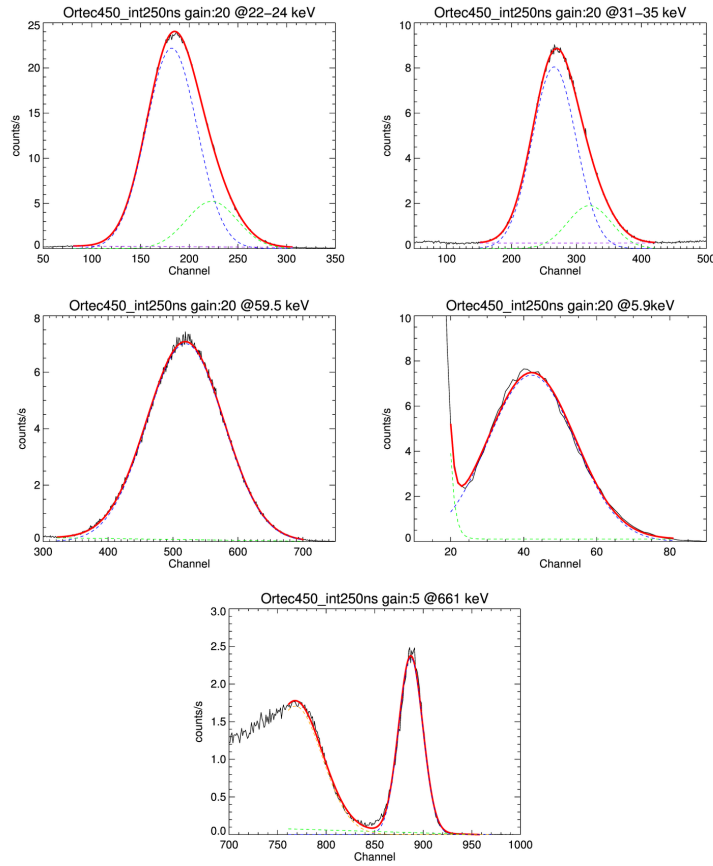 Ortec450_int250ns gain:20 @22−24 keV
25
20
15
10
5
0
counts/s
50 100 150 200 250 300 350
Channel
Ortec450_int250ns gain:20 @31−35 keV
10
8
6
4
2
0
counts/s
100 200 300 400 500
Channel
Ortec450_int250ns gain:20 @59.5 keV
8
6
4
2
0
counts/s
300 400 500 600 700
Channel
Ortec450_int250ns gain:20 @5.9keV
10
8
6
4
2
0
counts/s
20 40 60 80
Channel
Ortec450_int250ns gain:5 @661 keV
3.0
2.5
2.0
1.5
1.0
0.5
0.0
counts/s
700 750 800 850 900 950 1000
Channel